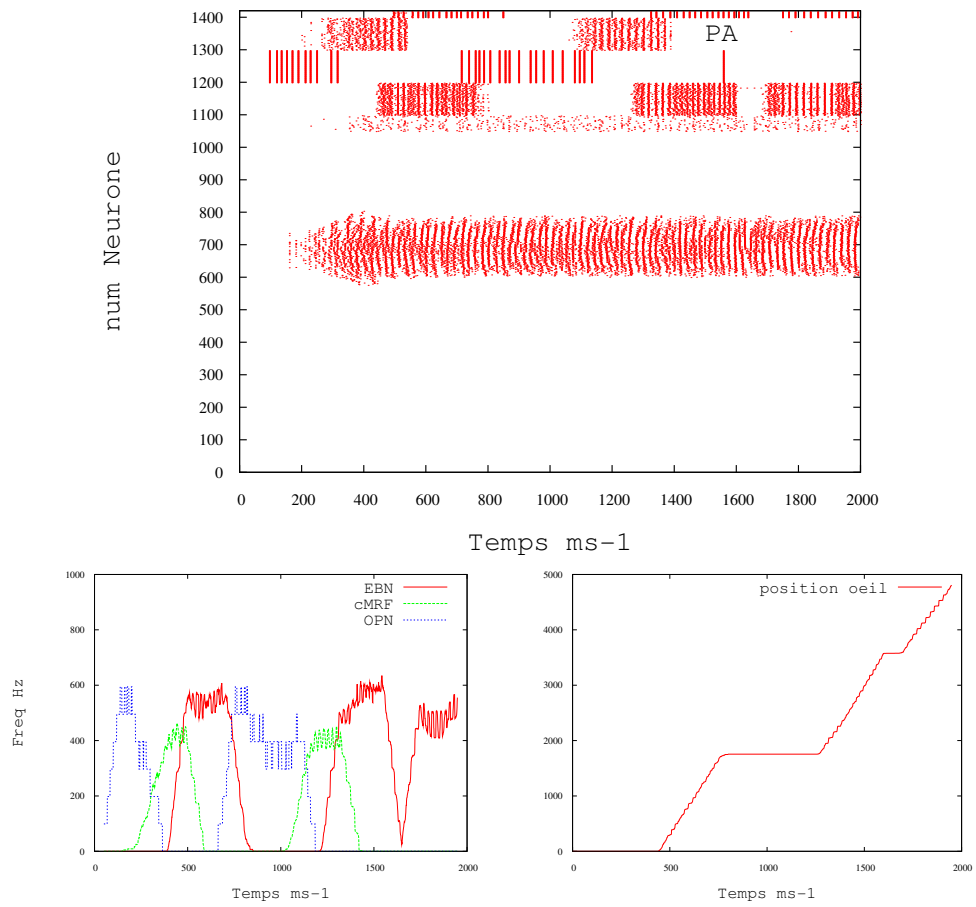 1400
1300
1200
1100
1000
900
800
700
600
500
400
300
200
100
0
num Neurone
PA
0 200 400 600 800 1000 1200 1400 1600 1800 2000
Temps ms-1
1000
800
600
400
200
0
Freq Hz
EBN
cMRF
OPN
500 1000 1500 2000
Temps ms-1
5000
4000
3000
2000
1000
0
position oeil
0 500 1000 1500 2000
Temps ms-1